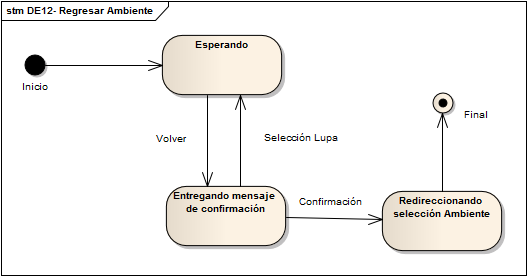 stm DE12- Regresar Ambiente
Esperando
Inicio
Volver
Selección Lupa
Final
Entregando mensaje
de confirmación
Confirmación
Redireccionando
selección Ambiente